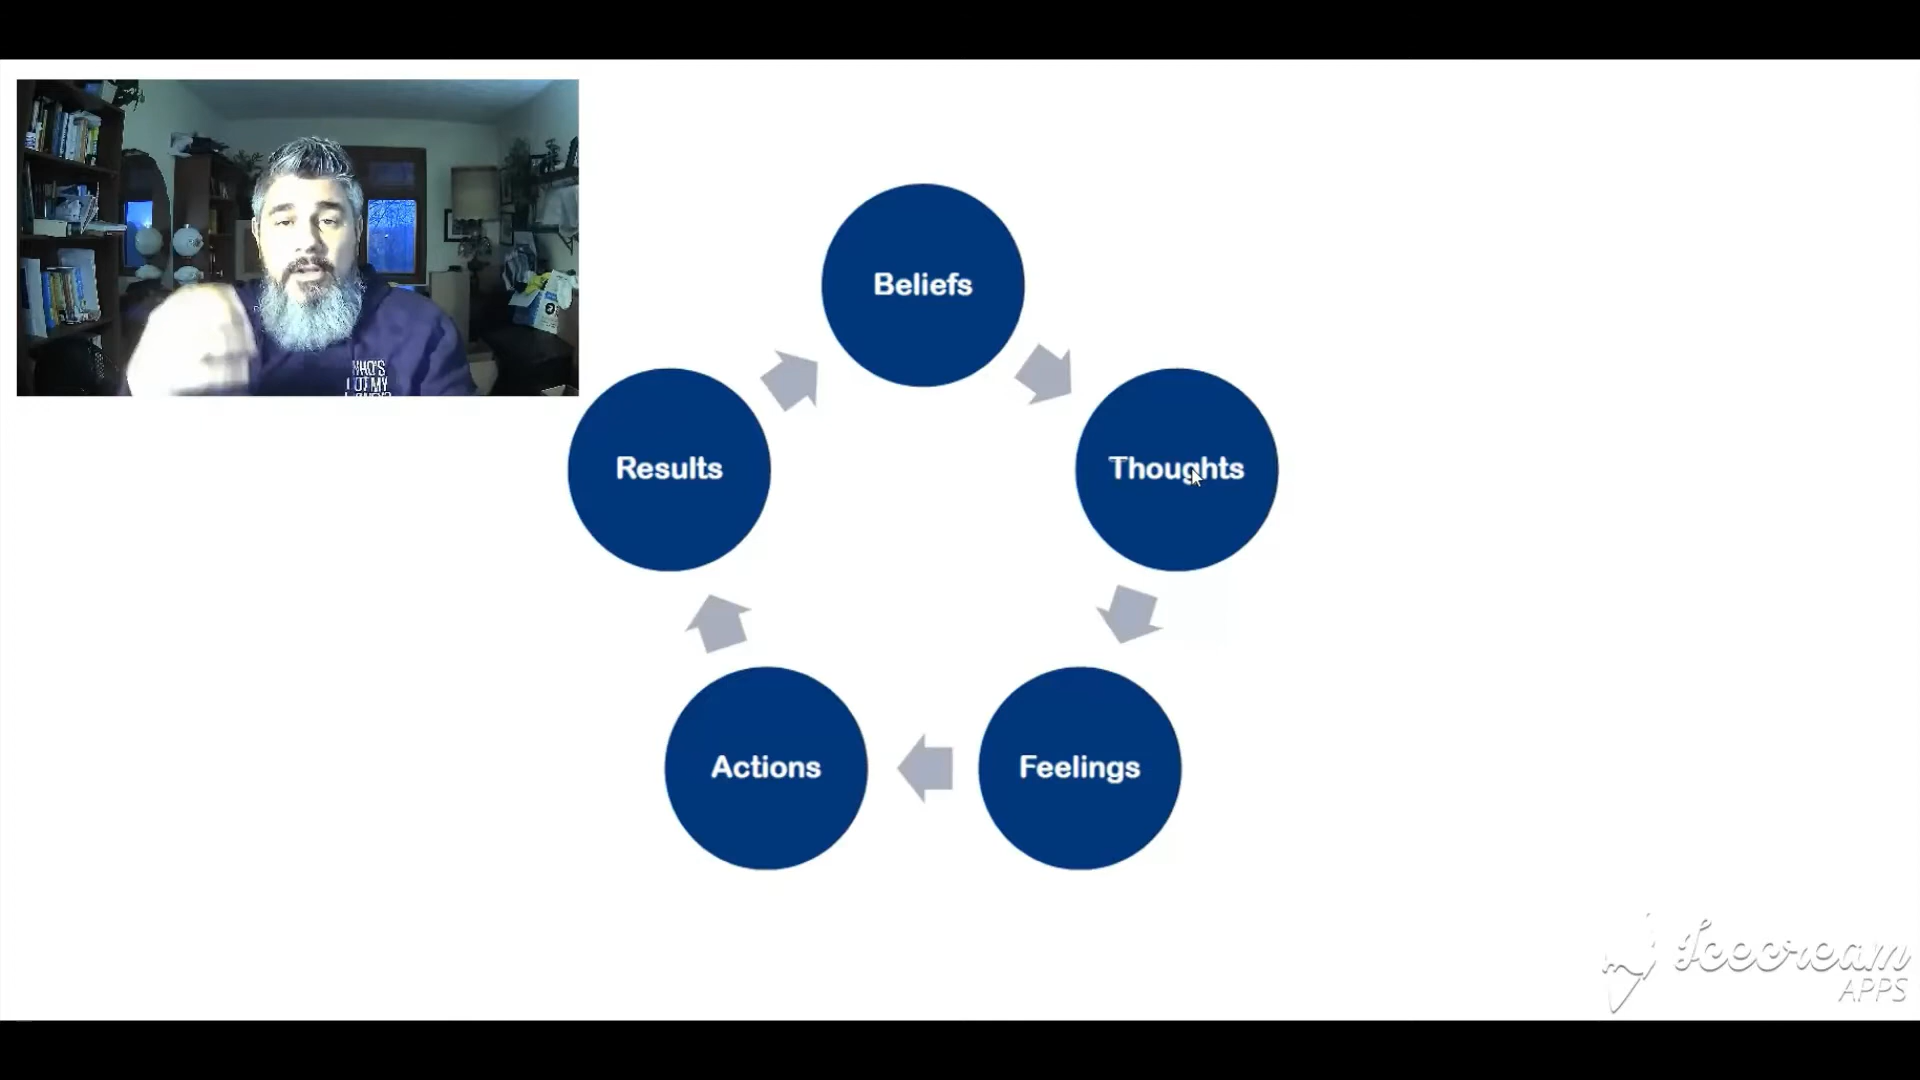 Beliefs
Thoughts
Results
Actions
Feelings
Icecream
APPS